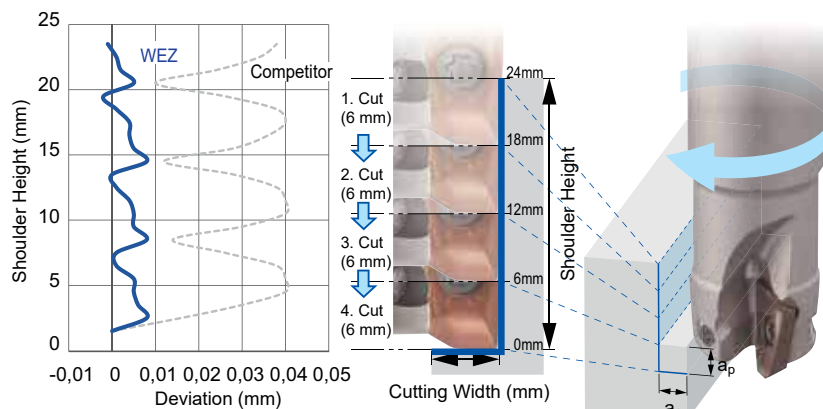 25
20
15
10
5
0
Shoulder Height (mm)
WEZ
Competitor
-0,01
0
0,01
0,02
0,03
0,04
0,05
Deviation (mm)
1. Cut
(6 mm)
2. Cut
(6 mm)
3. Cut
(6 mm)
4. Cut
(6 mm)
24mm
18mm
12mm
6mm
0mm
Shoulder Height
Cutting Width (mm)
ap